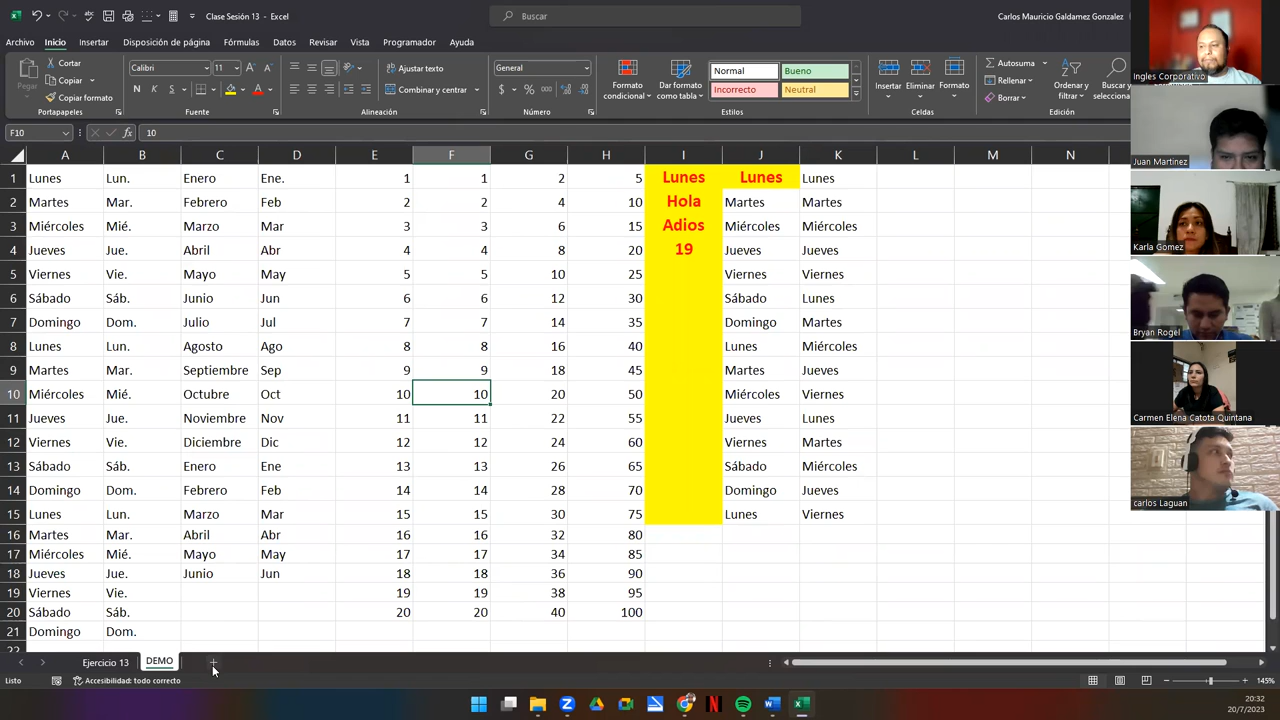 Clase Sesión 13 - Excel
Buscar
Carlos Mauricio Galdamez Gonzalez
Archivo Inicio Insertar Disposición de página Fórmulas Datos Revisar Vista Programador Ayuda
Pegar
Cortar
Copiar
Copiar formato
Portapapeles
Calibri 11
N K S
Fuente
Ajustar texto
Combinar y centrar
Alineación
General
Número
Formato condicional
Dar formato como tabla
Normal Bueno
Incorrecto Neutral
Estilos
Insertar Eliminar Formato
Celdas
Autosuma
Rellenar
Borrar
Ordenar y filtrar
Buscar y selecciona
Edición
F10 fx 10
A B C D E F G H I J K L M N
1 Lunes Lun. Enero Ene. 1 1 2 5 Lunes Lunes Lunes
2 Martes Mar. Febrero Feb 2 2 4 10 Hola Martes Martes
3 Miércoles Mié. Marzo Mar 3 3 6 15 Adios Miércoles Miércoles
4 Jueves Jue. Abril Abr 4 4 8 20 19 Jueves Jueves
5 Viernes Vie. Mayo May 5 5 10 25 Viernes Viernes
6 Sábado Sáb. Junio Jun 6 6 12 30 Sábado Lunes
7 Domingo Dom. Julio Jul 7 7 14 35 Domingo Martes
8 Lunes Lun. Agosto Ago 8 8 16 40 Lunes Miércoles
9 Martes Mar. Septiembre Sep 9 9 18 45 Martes Jueves
10 Miércoles Mié. Octubre Oct 10 10 20 50 Miércoles Viernes
11 Jueves Jue. Noviembre Nov 11 11 22 55 Jueves Lunes
12 Viernes Vie. Diciembre Dic 12 12 24 60 Viernes Martes
13 Sábado Sáb. Enero Ene 13 13 26 65 Sábado Miércoles
14 Domingo Dom. Febrero Feb 14 14 28 70 Domingo Jueves
15 Lunes Lun. Marzo Mar 15 15 30 75 Lunes Viernes
16 Martes Mar. Abril Abr 16 16 32 80
17 Miércoles Mié. Mayo May 17 17 34 85
18 Jueves Jue. Junio Jun 18 18 36 90
19 Viernes Vie. 19 19 38 95
20 Sábado Sáb. 20 20 40 100
21 Domingo Dom.
22
Ejercicio 13 DEMO
Listo Accesibilidad: todo correcto 145%
20:32
20/7/2023
Ingles Corporativo
Juan Martinez
Karla Gomez
Bryan Rogel
Carmen Elena Catota Quintana
carlos Laguan